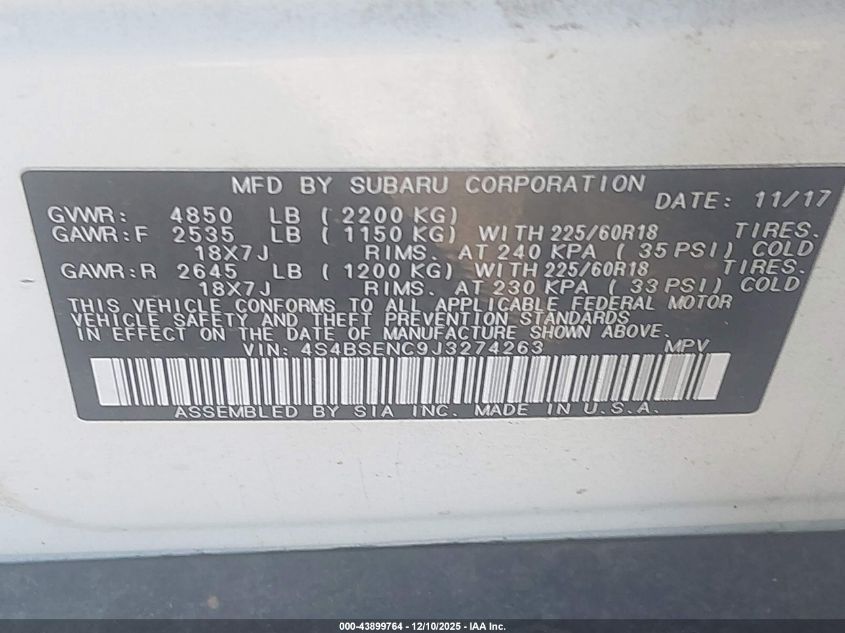 MFD BY SUBARU CORPORATION DATE: 11/17
GVWR: 4850 LB ( 2200 KG)
GAWR:F 2535 LB ( 1150 KG) WITH 225/60R18 TIRES.
18X7J RIMS. AT 240 KPA ( 35 PSI) COLD
GAWR:R 2645 LB ( 1200 KG) WITH 225/60R18 TIRES.
18X7J RIMS. AT 230 KPA ( 33 PSI) COLD
THIS VEHICLE CONFORMS TO ALL APPLICABLE FEDERAL MOTOR
VEHICLE SAFETY AND THEFT PREVENTION STANDARDS
IN EFFECT ON THE DATE OF MANUFACTURE SHOWN ABOVE.
VIN: 4S4BSENC9J3274263 MPV
ASSEMBLED BY SIA INC. MADE IN U.S.A.
000-43899764 - 12/10/2025 - IAA Inc.